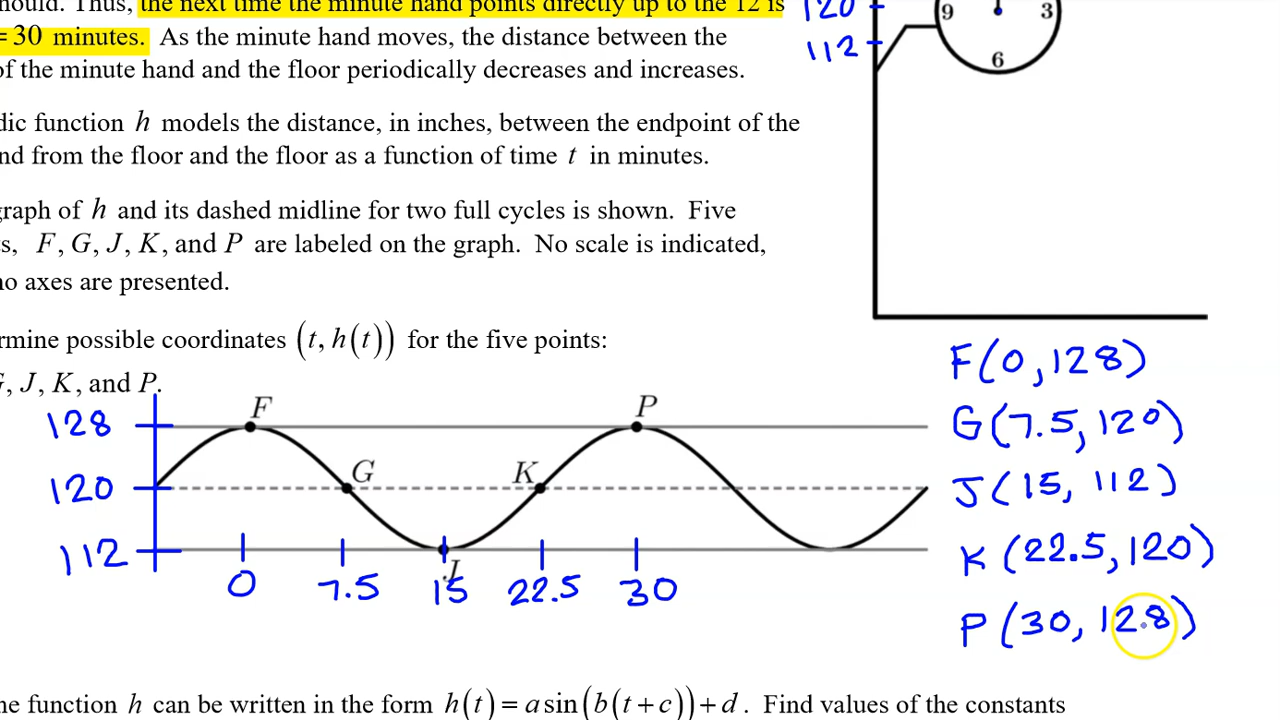 hould. Thus, the next time the minute hand points directly up to the 12 is
= 30 minutes. As the minute hand moves, the distance between the
of the minute hand and the floor periodically decreases and increases.
dic function h models the distance, in inches, between the endpoint of the
nd from the floor and the floor as a function of time t in minutes.
graph of h and its dashed midline for two full cycles is shown. Five
s, F, G, J, K, and P are labeled on the graph. No scale is indicated,
no axes are presented.
rmine possible coordinates (t, h(t)) for the five points:
G, J, K, and P.
120
112
9
3
6
F
P
G
K
J
128
120
112
0
7.5
15
22.5
30
F(0,128)
G(7.5,120)
J(15, 112)
K(22.5,120)
P(30,128)
he function h can be written in the form h(t) = a sin(b(t+c)) + d. Find values of the constants